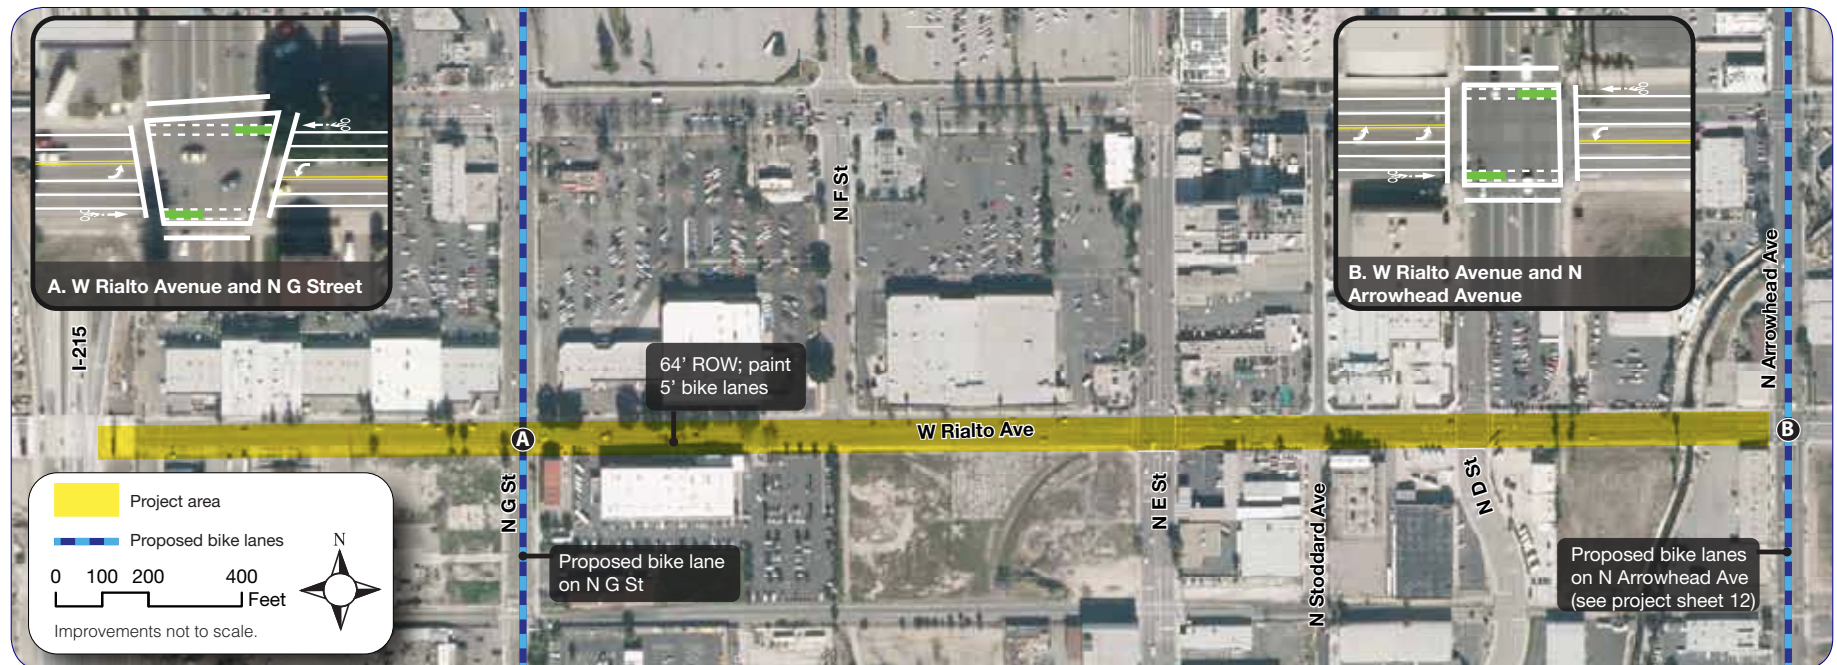 A. W Rialto Avenue and N G Street
B. W Rialto Avenue and N
Arrowhead Avenue
I-215
N F St
N Arrowhead Ave
64’ ROW; paint
5’ bike lanes
A
W Rialto Ave
B
N G St
N E St
N Stoddard Ave
N D St
Proposed bike lane
on N G St
Proposed bike lanes
on N Arrowhead Ave
(see project sheet 12)
Project area
Proposed bike lanes
N
0 100 200 400
Feet
Improvements not to scale.